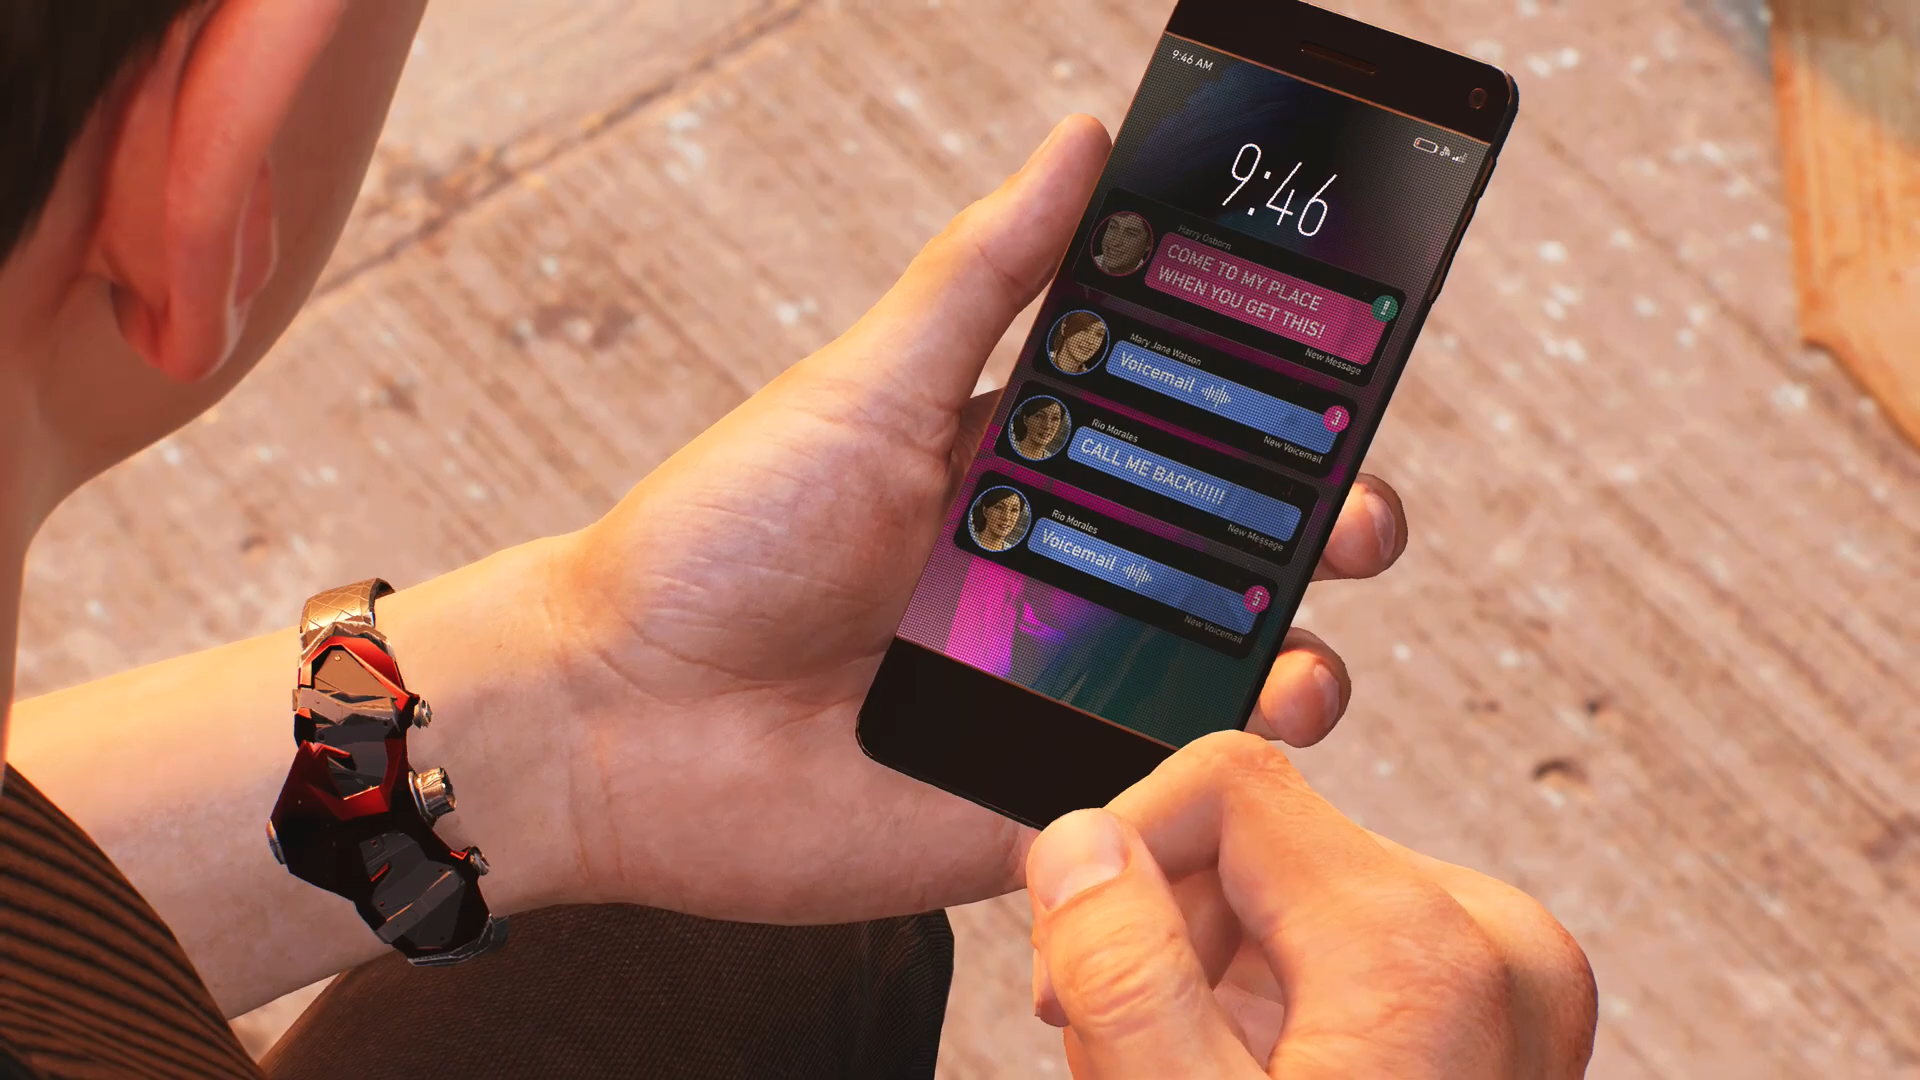 9:46 AM
9:46
Harry Osborn
COME TO MY PLACE
WHEN YOU GET THIS!
!
New Message
Mary Jane Watson
Voicemail
3
New Voicemail
Rio Morales
CALL ME BACK!!!!!
New Message
Rio Morales
Voicemail
5
New Voicemail